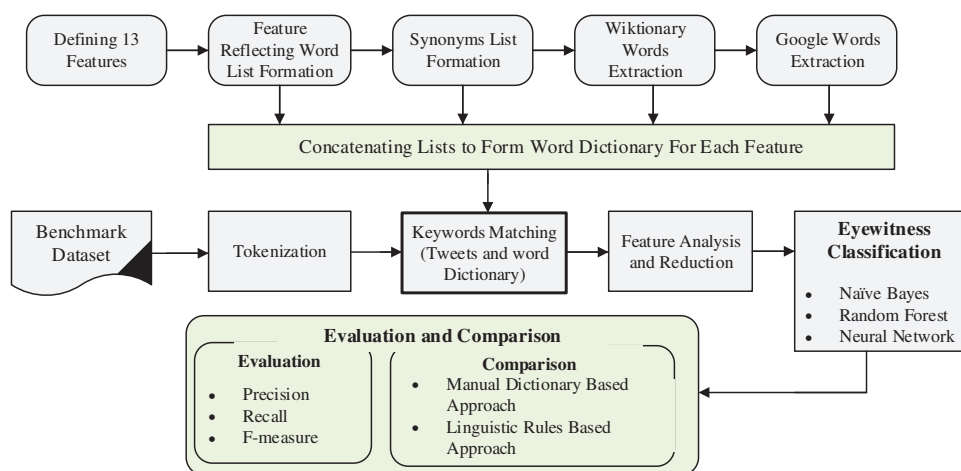 Defining 13
Features
Feature
Reflecting Word
List Formation
Synonyms List
Formation
Wiktionary
Words
Extraction
Google Words
Extraction
Concatenating Lists to Form Word Dictionary For Each Feature
Benchmark
Dataset
Tokenization
Keywords Matching
(Tweets and word
Dictionary)
Feature Analysis
and Reduction
Eyewitness
Classification
• Naïve Bayes
• Random Forest
• Neural Network
Evaluation and Comparison
Evaluation
• Precision
• Recall
• F-measure
Comparison
• Manual Dictionary Based
Approach
• Linguistic Rules Based
Approach